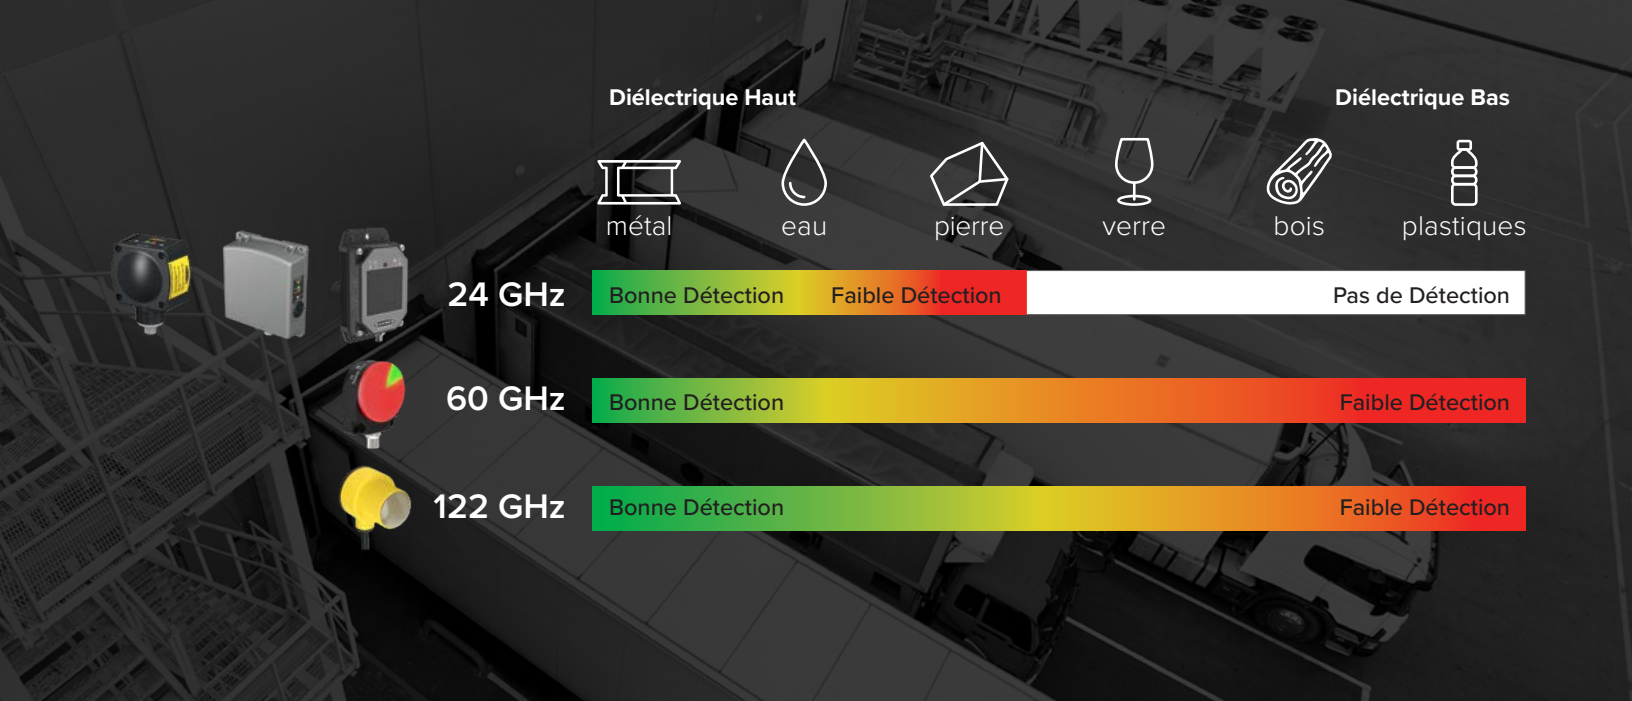 Diélectrique Haut
Diélectrique Bas
métal
eau
pierre
verre
bois
plastiques
24 GHz
Bonne Détection
Faible Détection
Pas de Détection
60 GHz
Bonne Détection
Faible Détection
122 GHz
Bonne Détection
Faible Détection